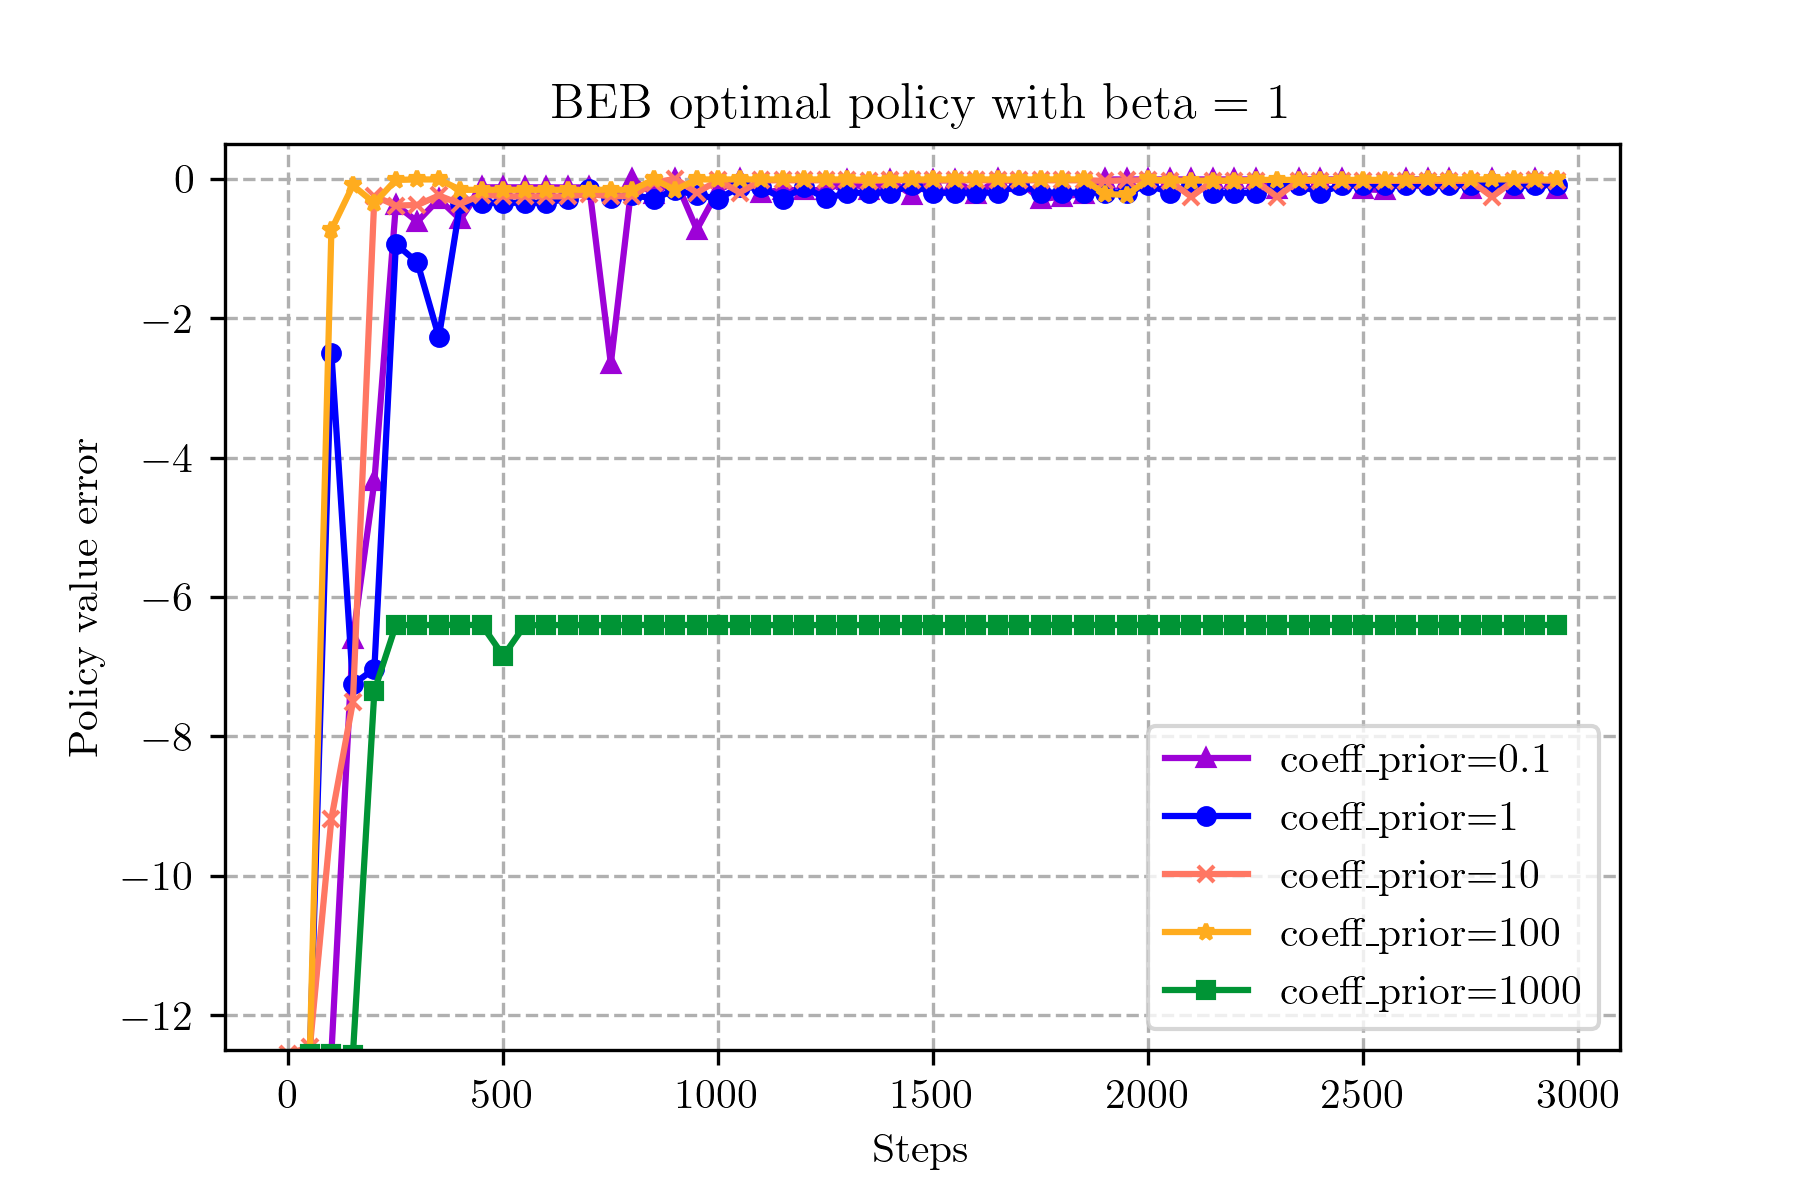 BEB optimal policy with beta = 1
Policy value error
0
−2
−4
−6
−8
−10
−12
coeff_prior=0.1
coeff_prior=1
coeff_prior=10
coeff_prior=100
coeff_prior=1000
0 500 1000 1500 2000 2500 3000
Steps